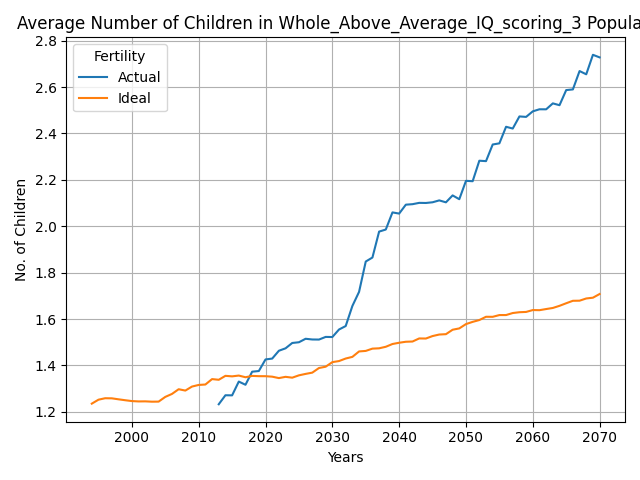 Average Number of Children in Whole_Above_Average_IQ_scoring_3 Popula
2.8
2.6
2.4
2.2
2.0
1.8
1.6
1.4
1.2
No. of Children
Fertility
Actual
Ideal
2000 2010 2020 2030 2040 2050 2060 2070
Years